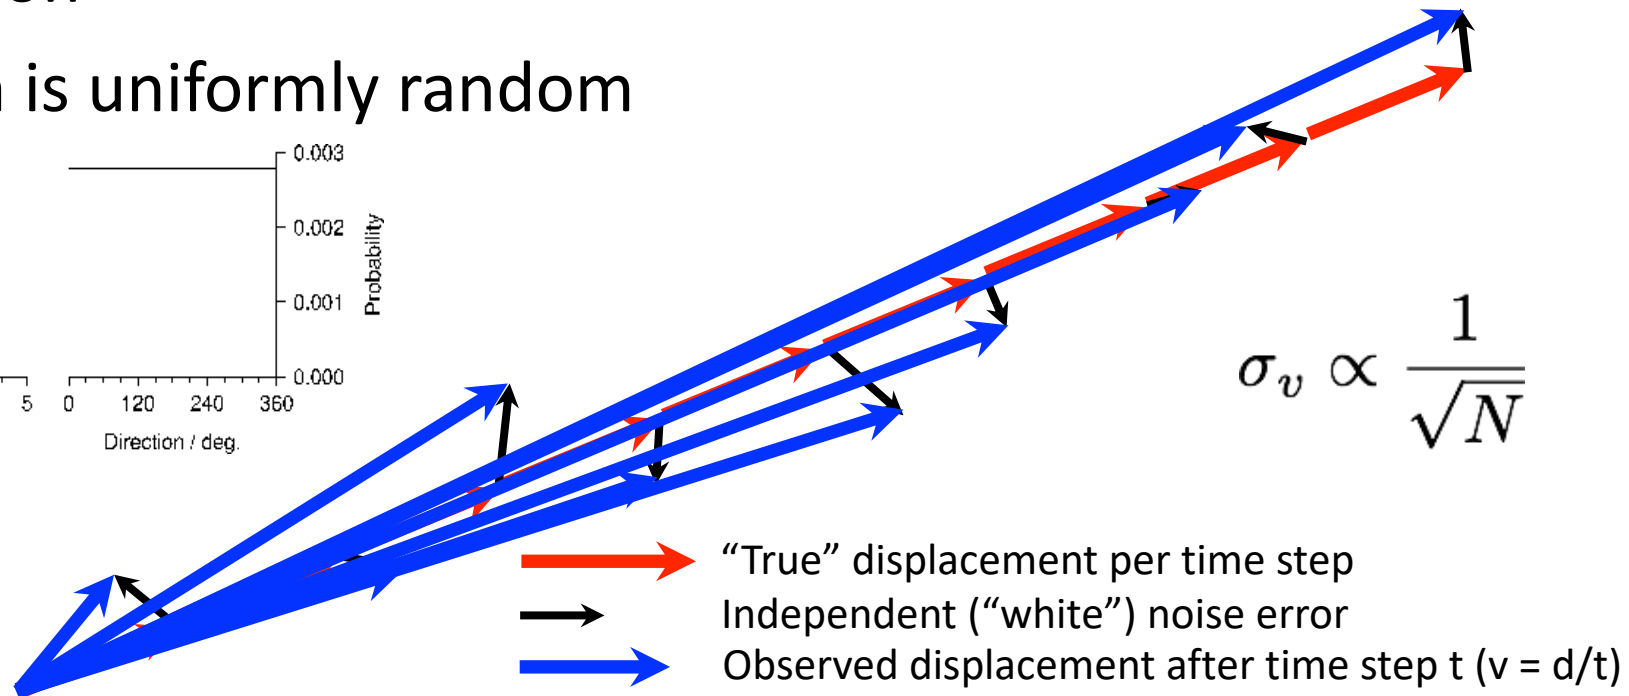 is uniformly random
0.003
0.002
0.001
0.000
Probability
5 0 120 240 360
Direction / deg.
σv ∝ 1/√N
“True” displacement per time step
Independent (“white”) noise error
Observed displacement after time step t (v = d/t)